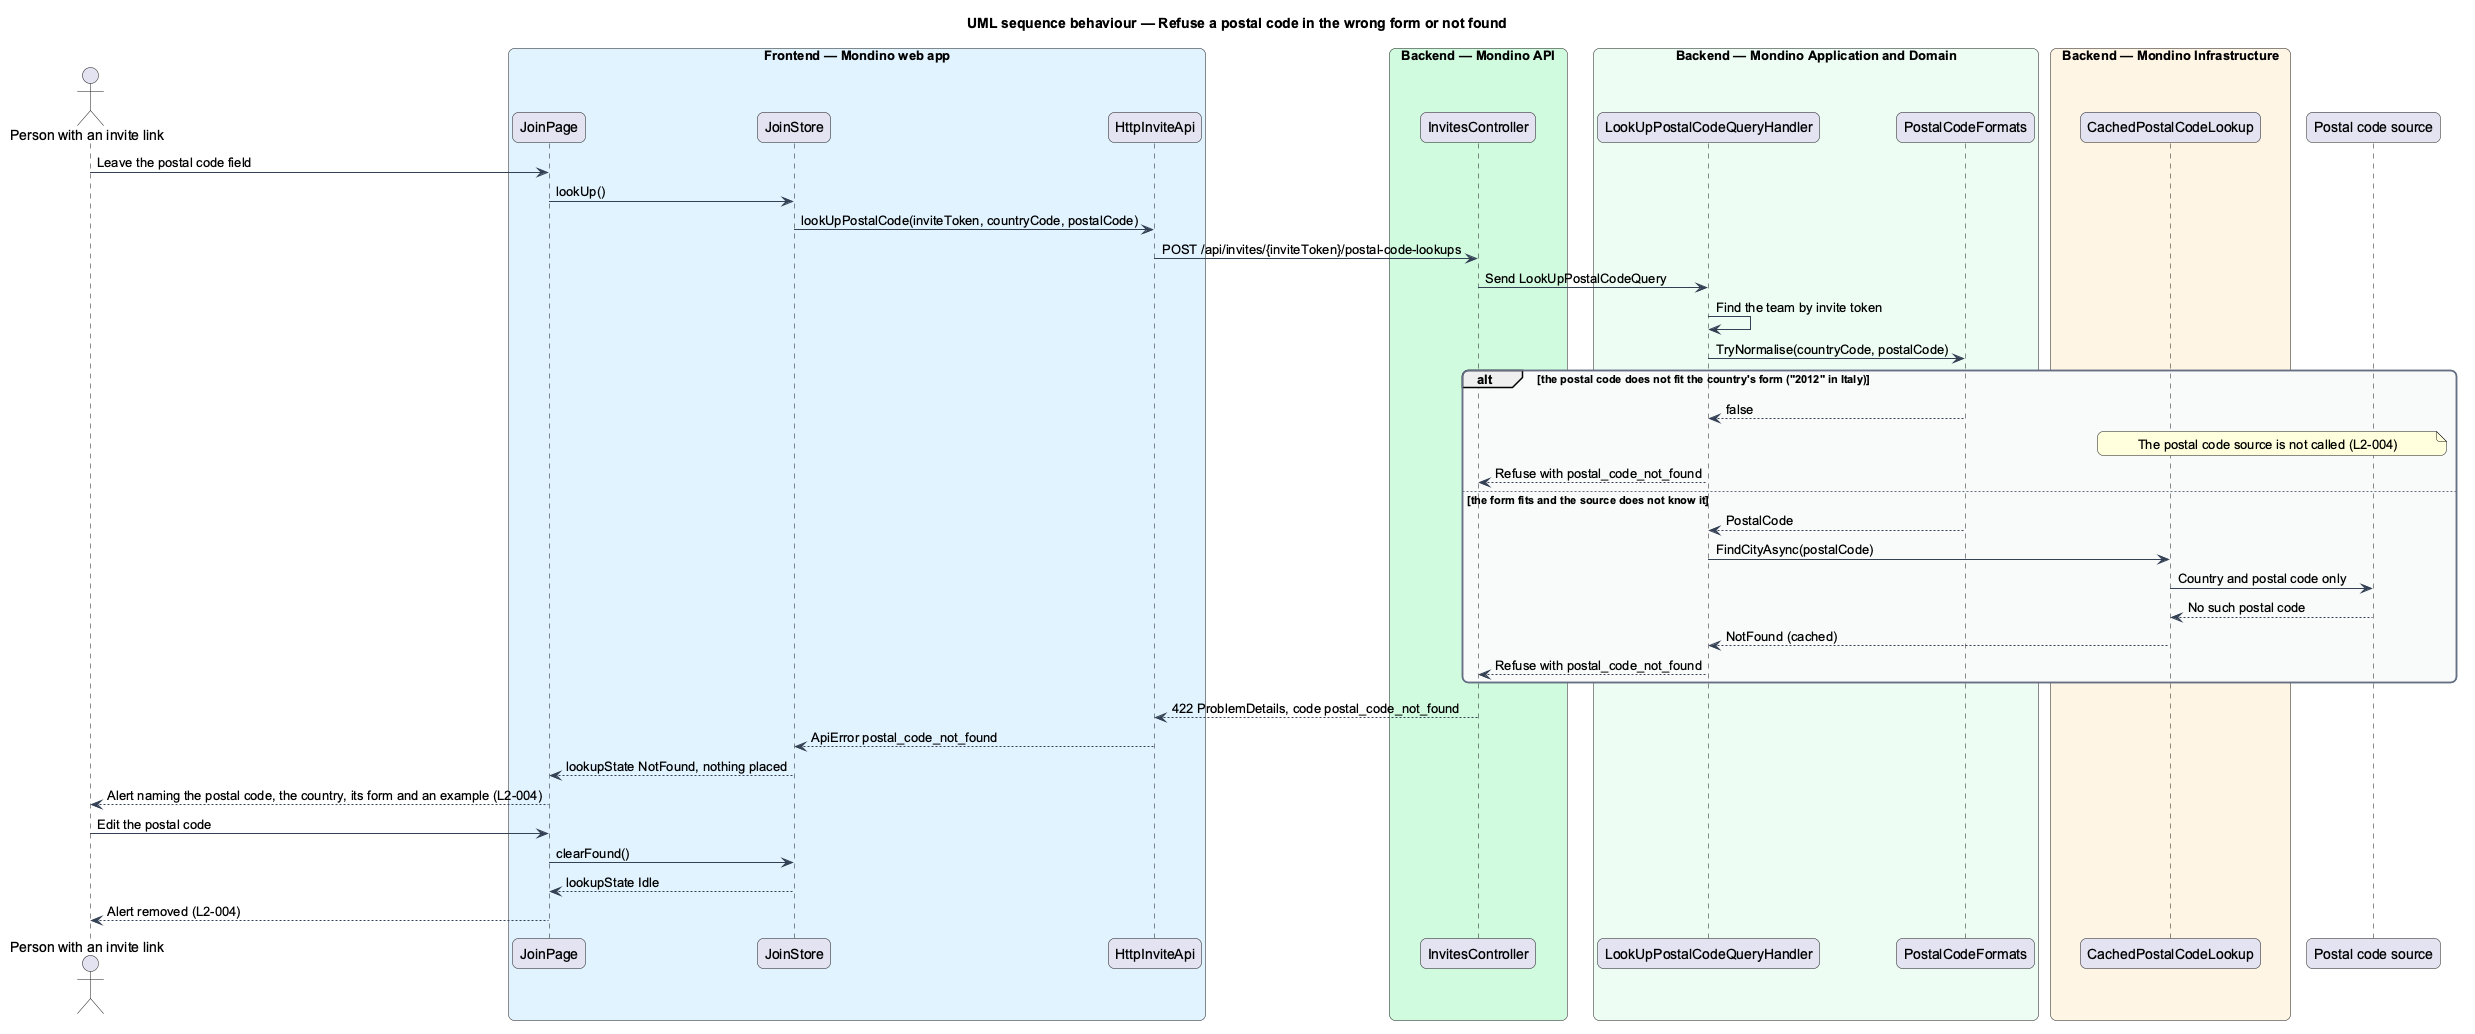 UML sequence behaviour — Refuse a postal code in the wrong form or not found
Frontend — Mondino web app
Backend — Mondino API
Backend — Mondino Application and Domain
Backend — Mondino Infrastructure
Person with an invite link
JoinPage
JoinStore
HttpInviteApi
InvitesController
LookUpPostalCodeQueryHandler
PostalCodeFormats
CachedPostalCodeLookup
Postal code source
Leave the postal code field
lookUp()
lookUpPostalCode(inviteToken, countryCode, postalCode)
POST /api/invites/{inviteToken}/postal-code-lookups
Send LookUpPostalCodeQuery
Find the team by invite token
TryNormalise(countryCode, postalCode)
alt
[the postal code does not fit the country's form ("2012" in Italy)]
false
The postal code source is not called (L2-004)
Refuse with postal_code_not_found
[the form fits and the source does not know it]
PostalCode
FindCityAsync(postalCode)
Country and postal code only
No such postal code
NotFound (cached)
Refuse with postal_code_not_found
422 ProblemDetails, code postal_code_not_found
ApiError postal_code_not_found
lookupState NotFound, nothing placed
Alert naming the postal code, the country, its form and an example (L2-004)
Edit the postal code
clearFound()
lookupState Idle
Alert removed (L2-004)
Person with an invite link
JoinPage
JoinStore
HttpInviteApi
InvitesController
LookUpPostalCodeQueryHandler
PostalCodeFormats
CachedPostalCodeLookup
Postal code source